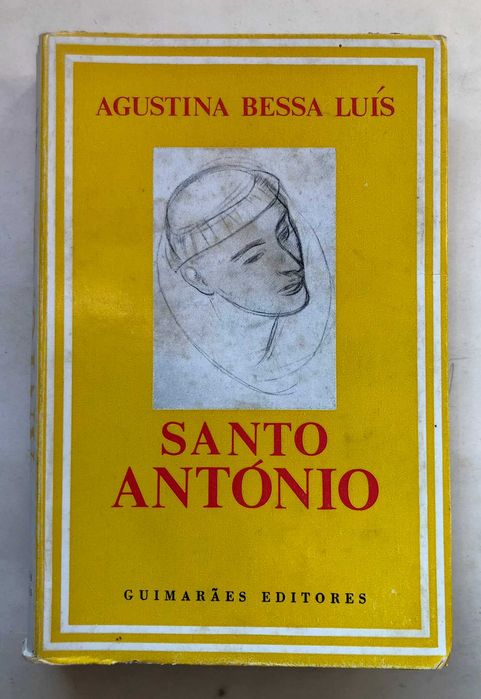 AGUSTINA BESSA LUÍS
SANTO
ANTÓNIO
GUIMARÃES EDITORES